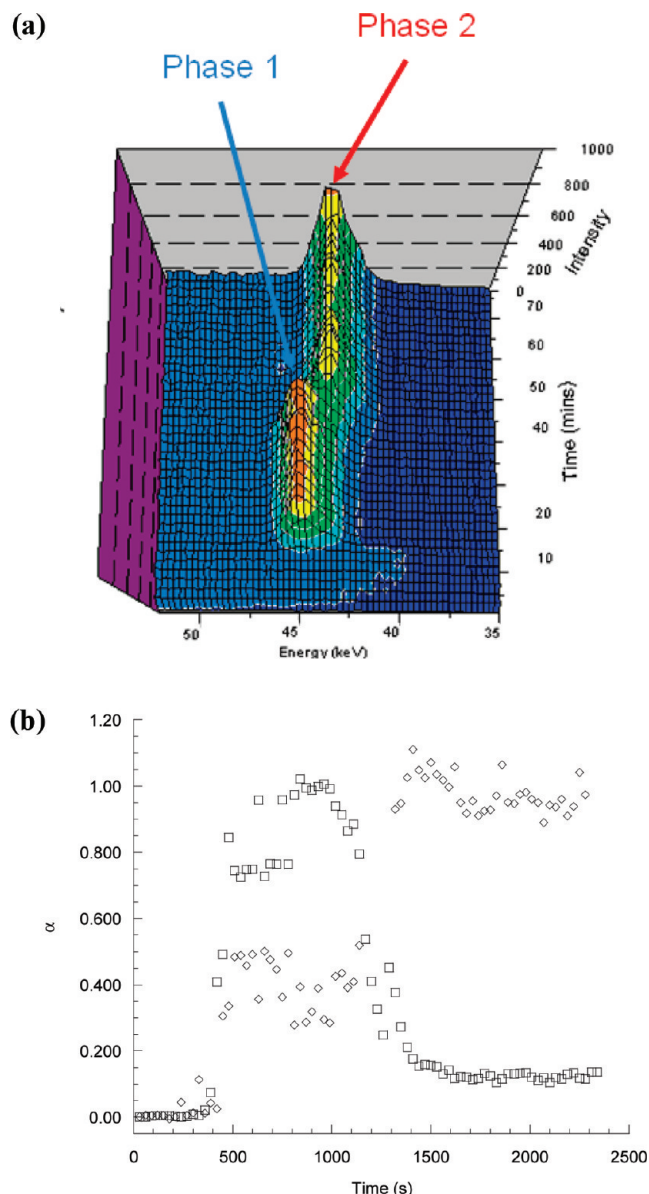 (a)
Phase 2
Phase 1
1000
800
600
400
200
0
Intensity
70
60
50
40
20
10
Time (mins)
50 45 40 35
Energy (keV)
(b)
1.20
1.00
0.800
0.600
0.400
0.200
0.00
α
0 500 1000 1500 2000 2500
Time (s)